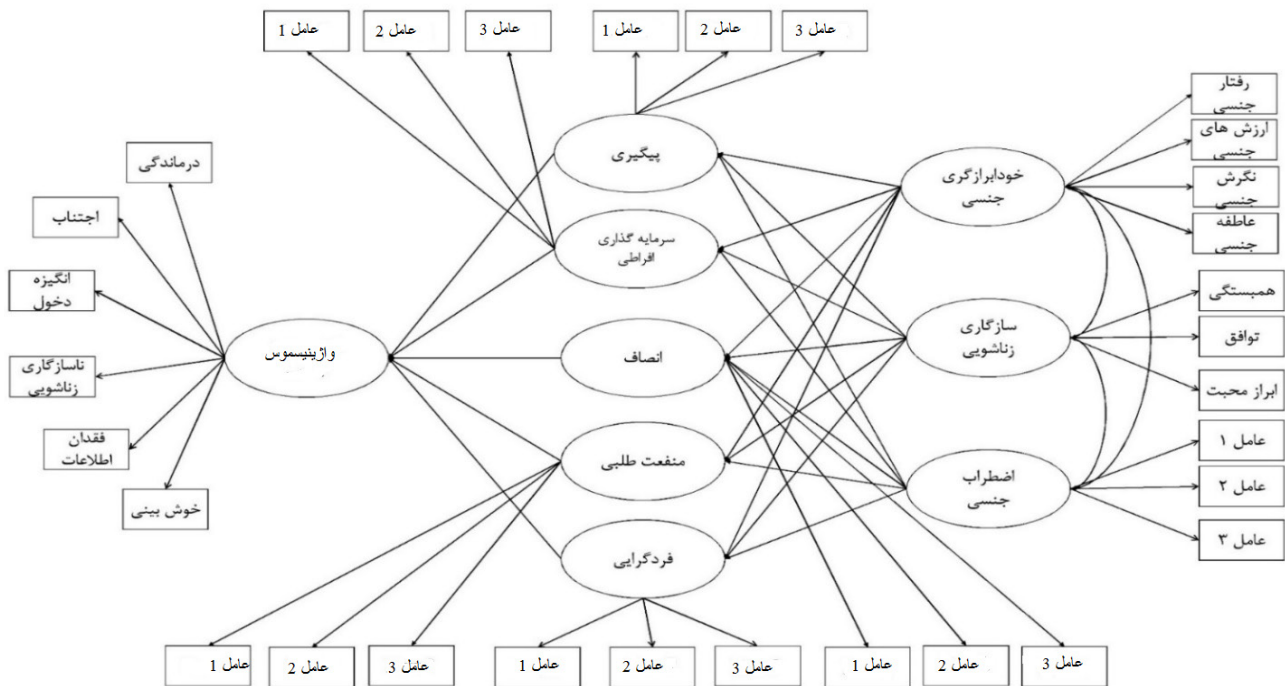 عامل 1
عامل 2
عامل 3
عامل 1
عامل 2
عامل 3
رفتار
جنسی
ارزش های
جنسی
نگرش
جنسی
عاطفه
جنسی
همبستگی
توافق
ابراز محبت
عامل ۱
عامل ۲
عامل ۳
خودابرازگری
جنسی
سازگاری
زناشویی
اضطراب
جنسی
پیگیری
سرمایه گذاری
افراطی
انصاف
منفعت طلبی
فردگرایی
واژینیسموس
درماندگی
اجتناب
انگیزه
دخول
ناسازگاری
زناشویی
فقدان
اطلاعات
خوش بینی
عامل 1
عامل 2
عامل 3
عامل 1
عامل 2
عامل 3
عامل 1
عامل 2
عامل 3